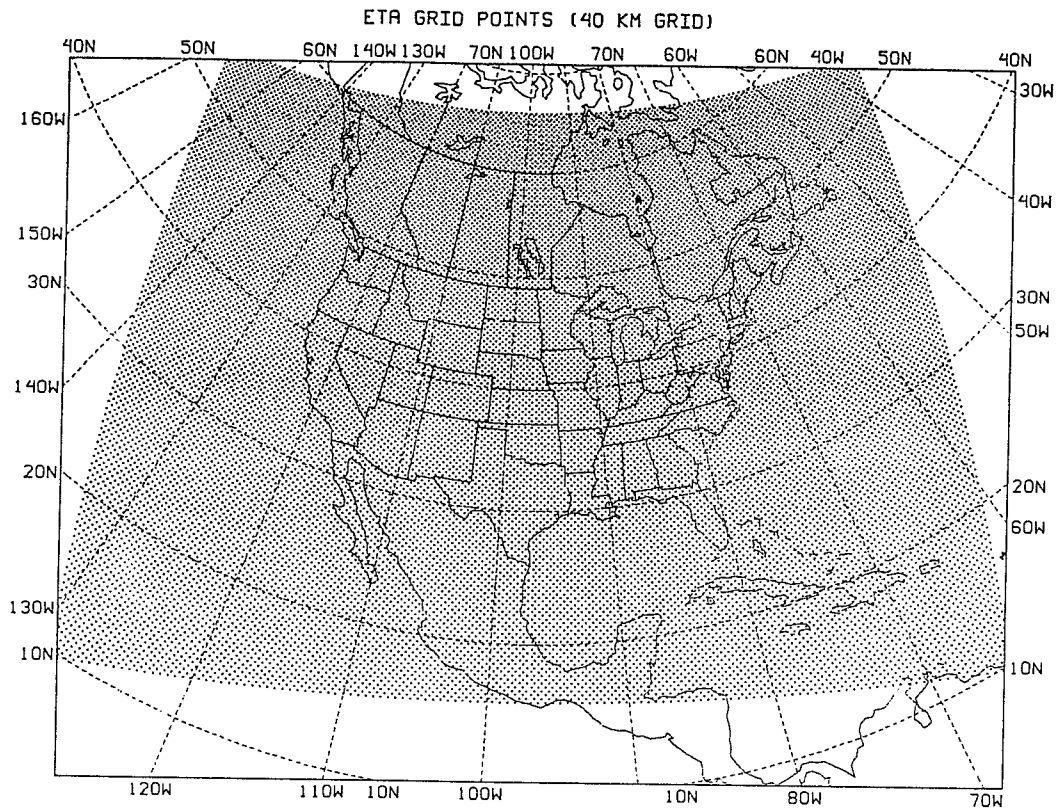 ETA GRID POINTS (40 KM GRID)
40N 50N 60N 140W 130W 70N 100W 70N 60W 60N 40W 50N 40N
30W
160W
40W
150W
30N
30N
50W
140W
20N
20N
60W
130W
10N
10N
120W 110W 10N 100W 10N 80W 70W